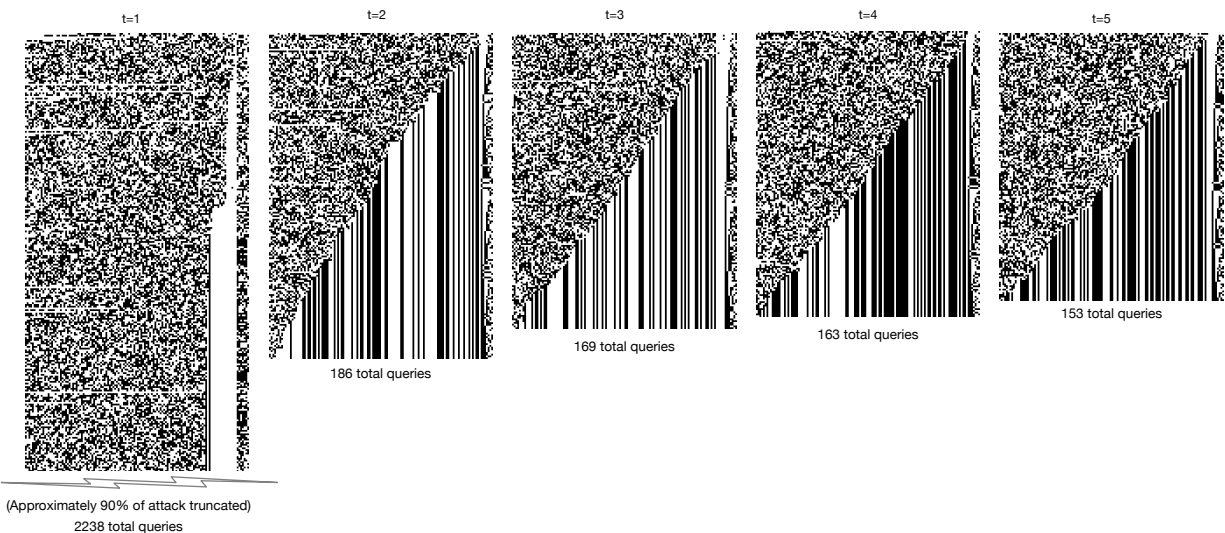 t=1
t=2
t=3
t=4
t=5
153 total queries
163 total queries
169 total queries
186 total queries
(Approximately 90% of attack truncated)
2238 total queries